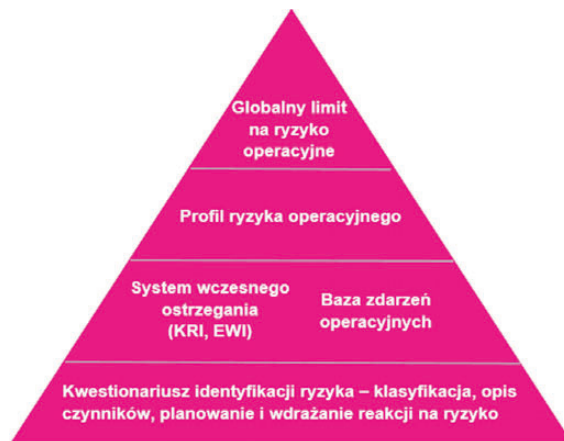 Globalny limit
na ryzyko
operacyjne
Profil ryzyka operacyjnego
System wczesnego
ostrzegania
(KRI, EWI)
Baza zdarzeń
operacyjnych
Kwestionariusz identyfikacji ryzyka – klasyfikacja, opis
czynników, planowanie i wdrażanie reakcji na ryzyko